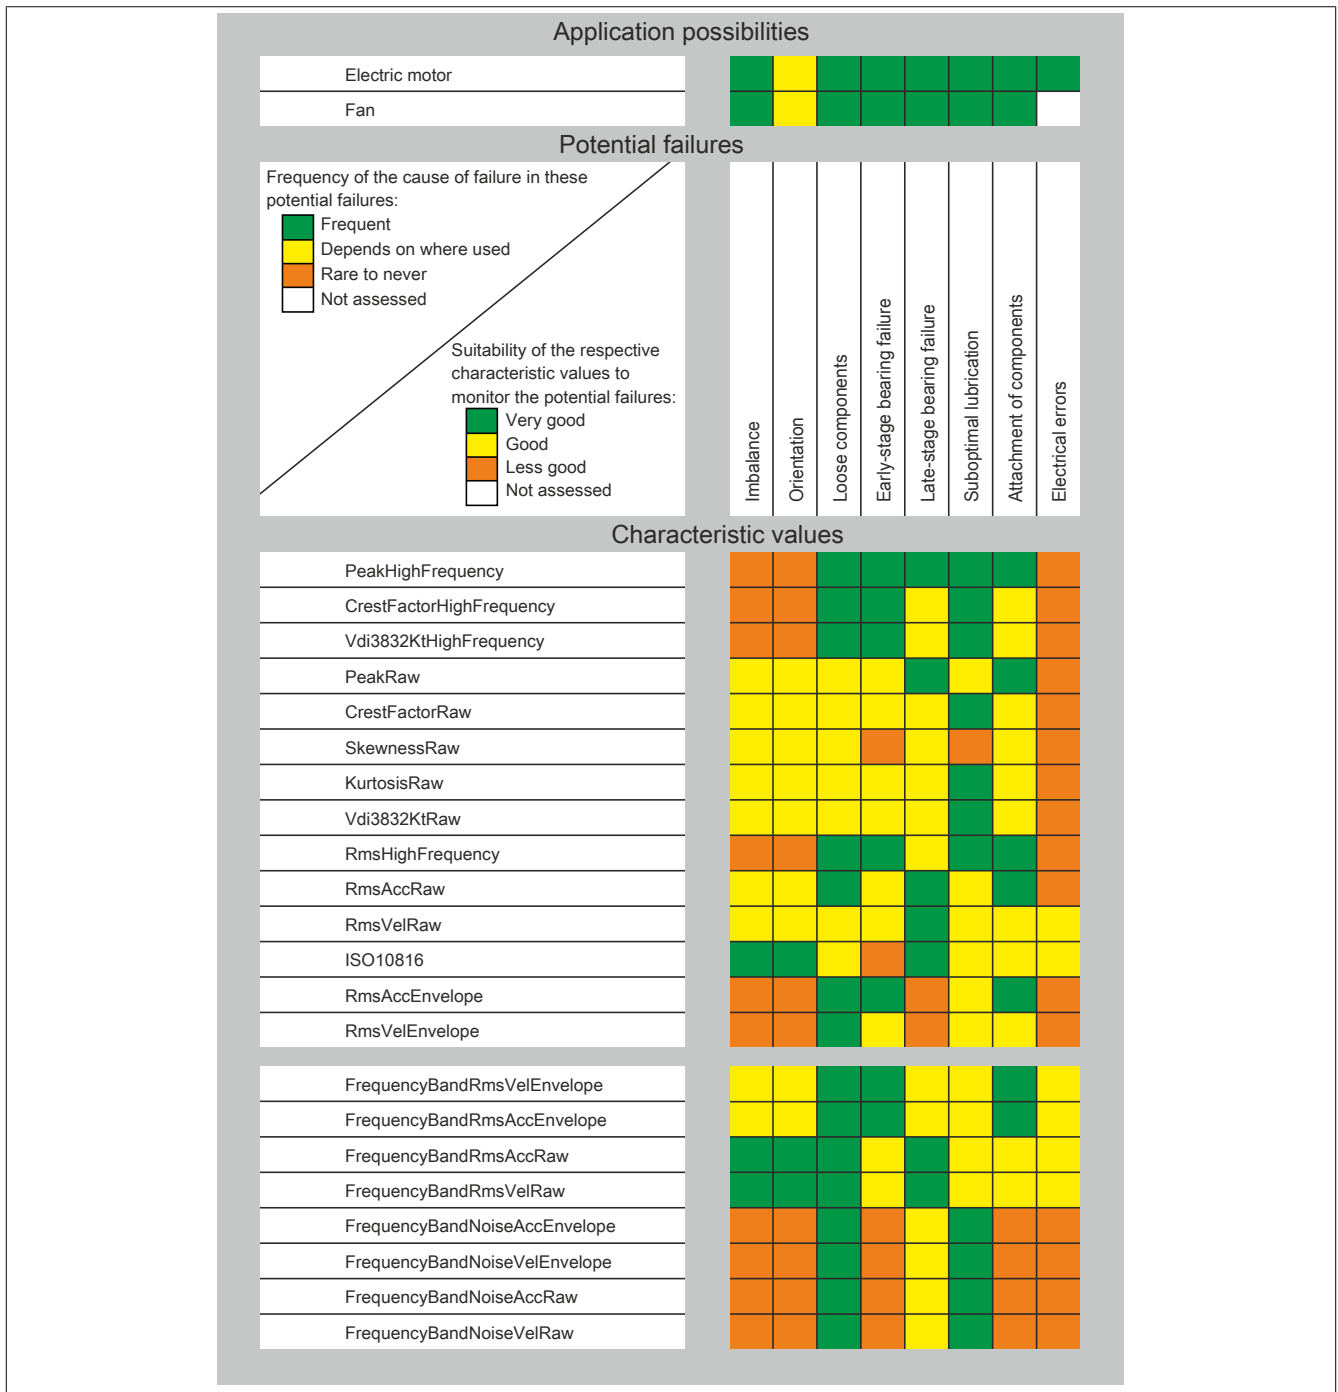 Application possibilities
Electric motor
Fan
Potential failures
Frequency of the cause of failure in these
potential failures:
Frequent
Depends on where used
Rare to never
Not assessed
Suitability of the respective
characteristic values to
monitor the potential failures:
Very good
Good
Less good
Not assessed
Imbalance
Orientation
Loose components
Early-stage bearing failure
Late-stage bearing failure
Suboptimal lubrication
Attachment of components
Electrical errors
Characteristic values
PeakHighFrequency
CrestFactorHighFrequency
Vdi3832KtHighFrequency
PeakRaw
CrestFactorRaw
SkewnessRaw
KurtosisRaw
Vdi3832KtRaw
RmsHighFrequency
RmsAccRaw
RmsVelRaw
ISO10816
RmsAccEnvelope
RmsVelEnvelope
FrequencyBandRmsVelEnvelope
FrequencyBandRmsAccEnvelope
FrequencyBandRmsAccRaw
FrequencyBandRmsVelRaw
FrequencyBandNoiseAccEnvelope
FrequencyBandNoiseVelEnvelope
FrequencyBandNoiseAccRaw
FrequencyBandNoiseVelRaw